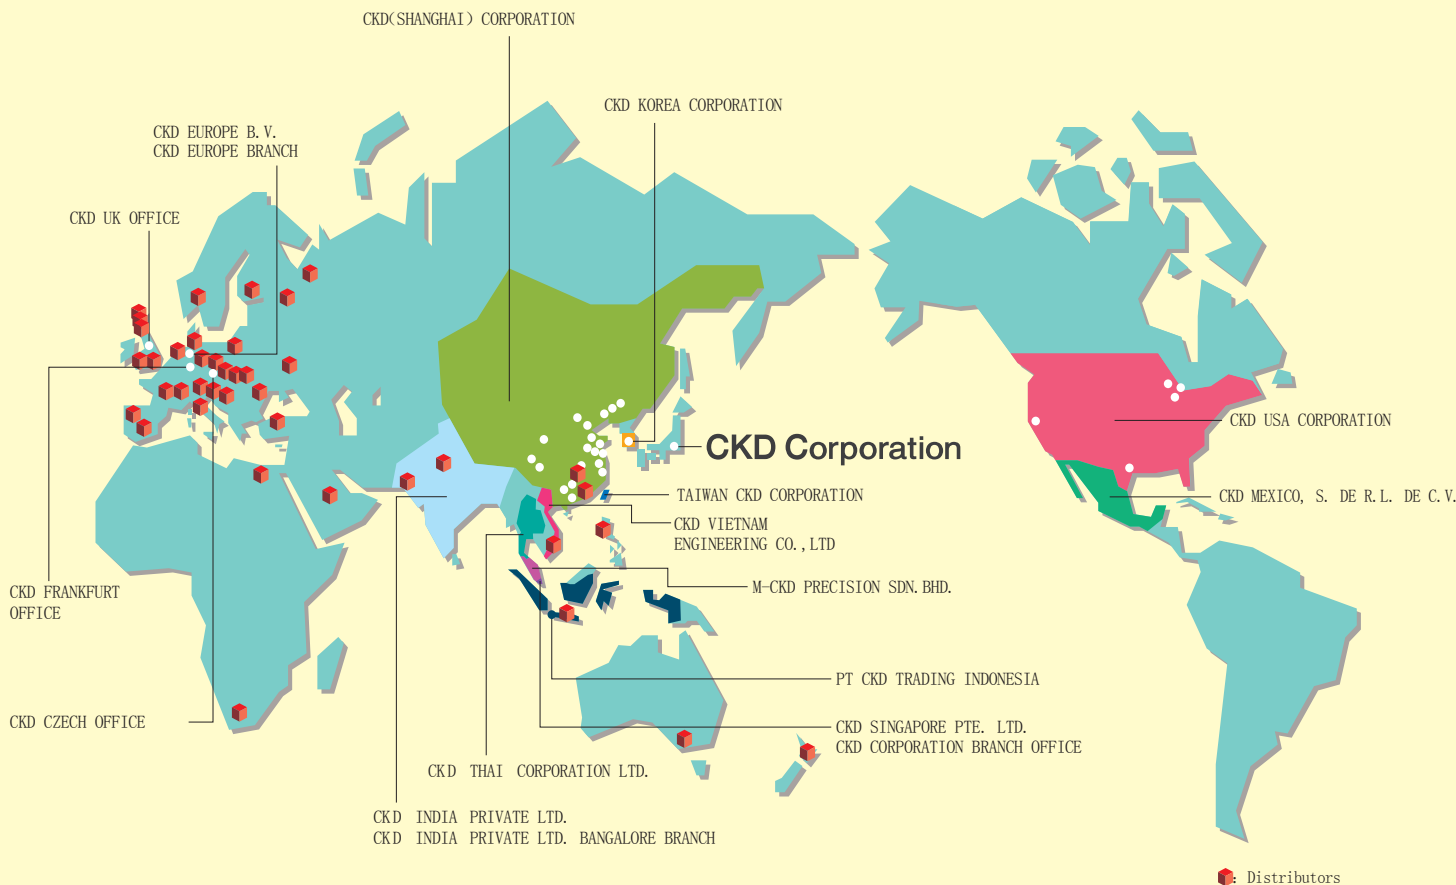 CKD(SHANGHAI) CORPORATION
CKD KOREA CORPORATION
CKD EUROPE B.V.
CKD EUROPE BRANCH
CKD UK OFFICE
CKD Corporation
CKD USA CORPORATION
TAIWAN CKD CORPORATION
CKD MEXICO, S. DE R.L. DE C.V.
CKD VIETNAM
ENGINEERING CO.,LTD
M-CKD PRECISION SDN.BHD.
CKD FRANKFURT
OFFICE
PT CKD TRADING INDONESIA
CKD CZECH OFFICE
CKD SINGAPORE PTE. LTD.
CKD CORPORATION BRANCH OFFICE
CKD THAI CORPORATION LTD.
CKD INDIA PRIVATE LTD.
CKD INDIA PRIVATE LTD. BANGALORE BRANCH
: Distributors